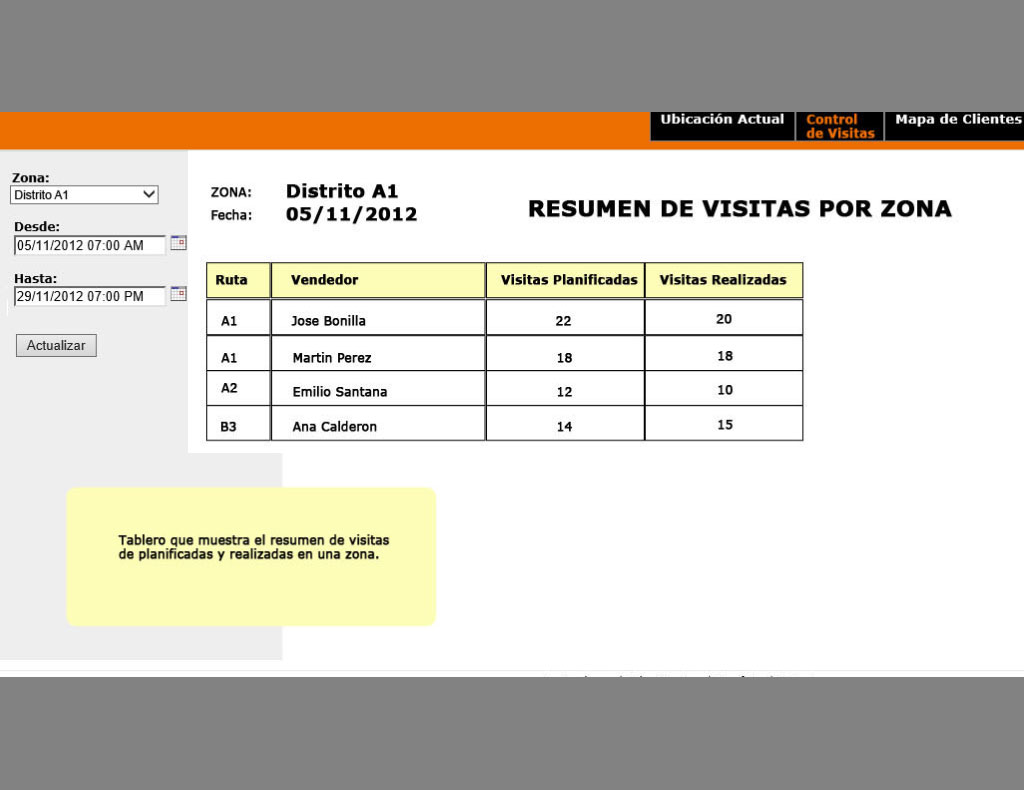 Ubicación Actual
Control
de Visitas
Mapa de Clientes
Zona:
Distrito A1
Desde:
05/11/2012 07:00 AM
Hasta:
29/11/2012 07:00 PM
Actualizar
ZONA: Distrito A1
Fecha: 05/11/2012
RESUMEN DE VISITAS POR ZONA
Ruta Vendedor Visitas Planificadas Visitas Realizadas
A1 Jose Bonilla 22 20
A1 Martin Perez 18 18
A2 Emilio Santana 12 10
B3 Ana Calderon 14 15
Tablero que muestra el resumen de visitas
de planificadas y realizadas en una zona.